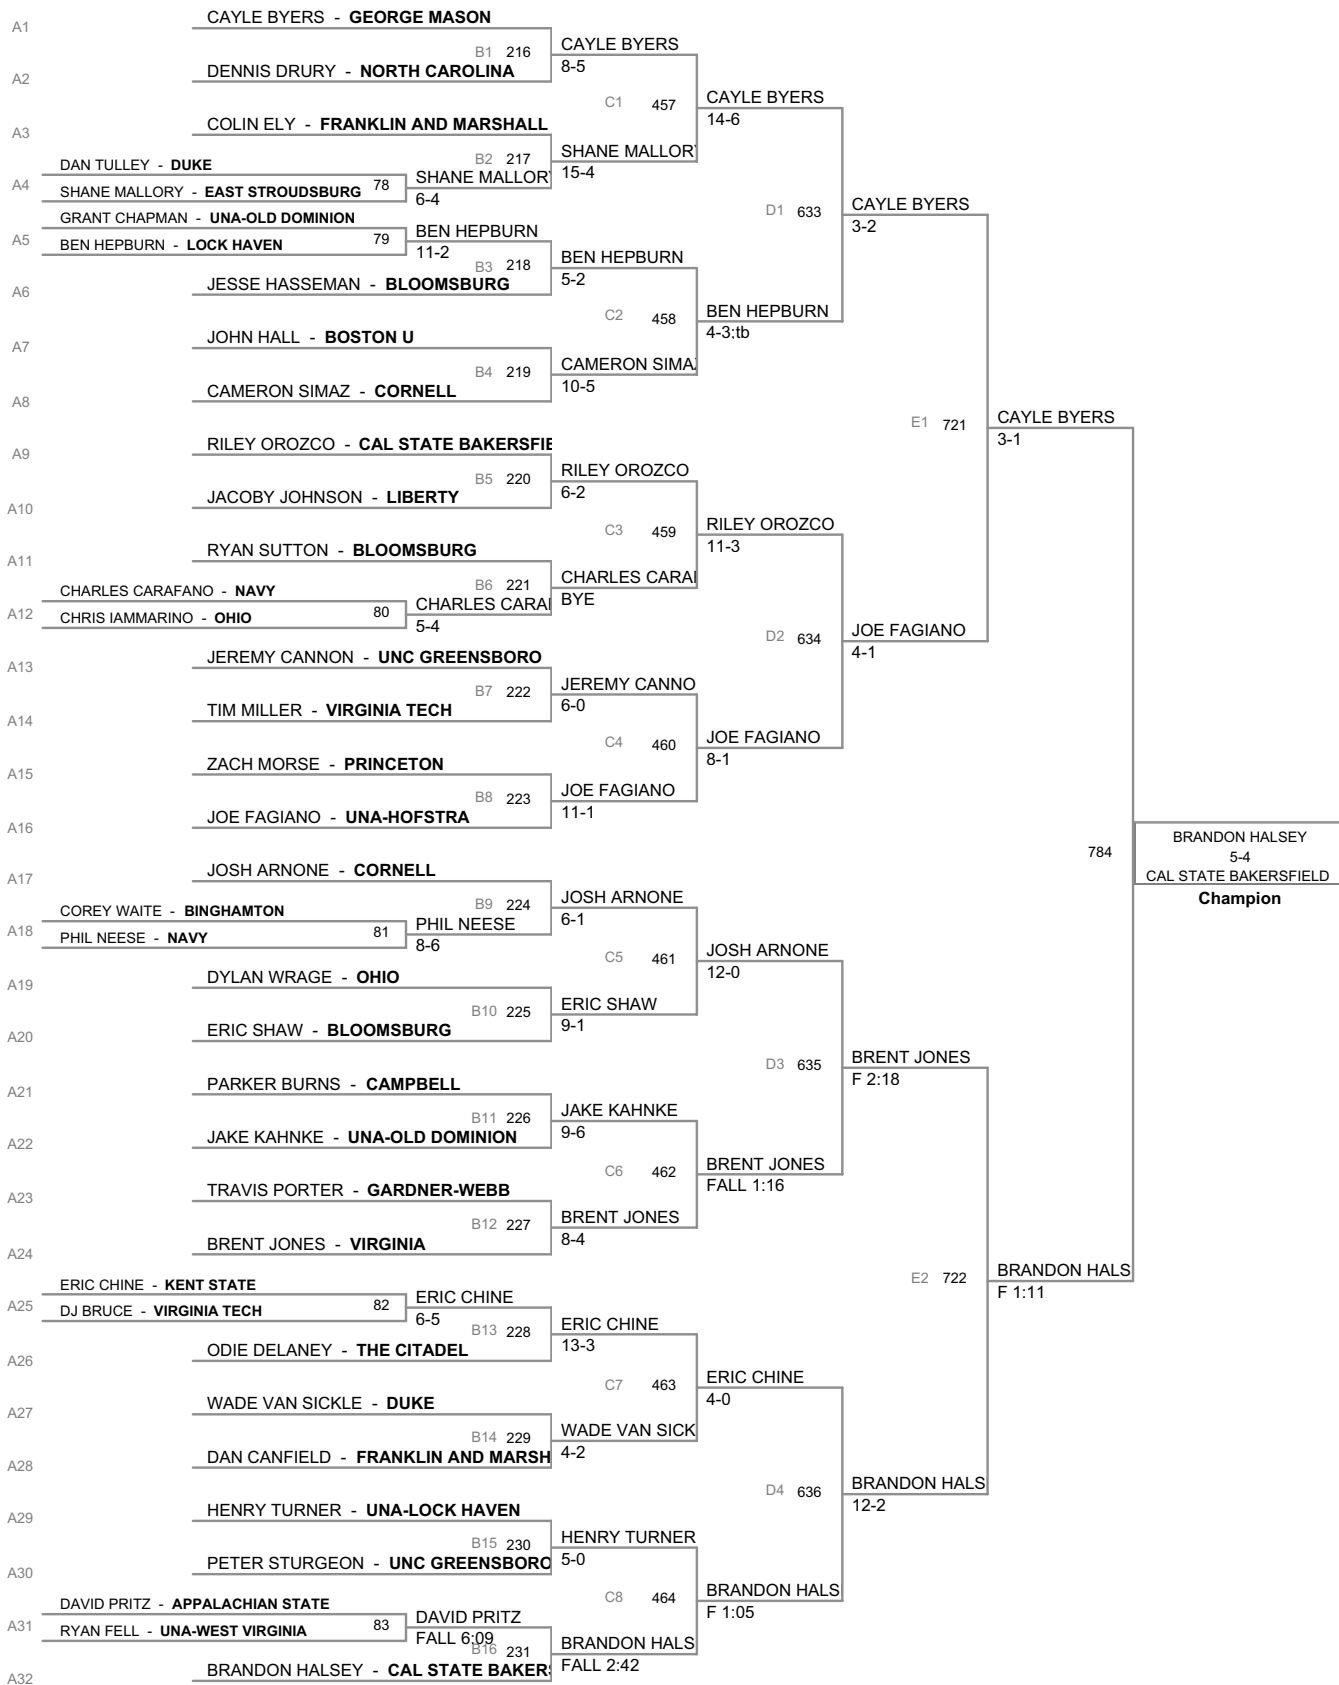 A1
CAYLE BYERS - GEORGE MASON
B1 216
CAYLE BYERS
8-5
A2
DENNIS DRURY - NORTH CAROLINA
C1 457
CAYLE BYERS
14-6
A3
COLIN ELY - FRANKLIN AND MARSHALL
B2 217
SHANE MALLORY
15-4
A4
DAN TULLEY - DUKE
SHANE MALLORY - EAST STROUDSBURG
78
SHANE MALLORY
6-4
D1 633
CAYLE BYERS
3-2
A5
GRANT CHAPMAN - UNA-OLD DOMINION
BEN HEPBURN - LOCK HAVEN
79
BEN HEPBURN
11-2
B3 218
BEN HEPBURN
5-2
A6
JESSE HASSEMAN - BLOOMSBURG
C2 458
BEN HEPBURN
4-3;tb
A7
JOHN HALL - BOSTON U
B4 219
CAMERON SIMAZ
10-5
A8
CAMERON SIMAZ - CORNELL
E1 721
CAYLE BYERS
3-1
A9
RILEY OROZCO - CAL STATE BAKERSFIE
B5 220
RILEY OROZCO
6-2
A10
JACOBY JOHNSON - LIBERTY
C3 459
RILEY OROZCO
11-3
A11
RYAN SUTTON - BLOOMSBURG
B6 221
CHARLES CARAF
BYE
A12
CHARLES CARAFANO - NAVY
CHRIS IAMMARINO - OHIO
80
CHARLES CARAF
5-4
D2 634
JOE FAGIANO
4-1
A13
JEREMY CANNON - UNC GREENSBORO
B7 222
JEREMY CANNO
6-0
A14
TIM MILLER - VIRGINIA TECH
C4 460
JOE FAGIANO
8-1
A15
ZACH MORSE - PRINCETON
B8 223
JOE FAGIANO
11-1
A16
JOE FAGIANO - UNA-HOFSTRA
784
BRANDON HALSEY
5-4
CAL STATE BAKERSFIELD
Champion
A17
JOSH ARNONE - CORNELL
B9 224
JOSH ARNONE
6-1
A18
COREY WAITE - BINGHAMTON
PHIL NEESE - NAVY
81
PHIL NEESE
8-6
C5 461
JOSH ARNONE
12-0
A19
DYLAN WRAGE - OHIO
B10 225
ERIC SHAW
9-1
A20
ERIC SHAW - BLOOMSBURG
D3 635
BRENT JONES
F 2:18
A21
PARKER BURNS - CAMPBELL
B11 226
JAKE KAHNKE
9-6
A22
JAKE KAHNKE - UNA-OLD DOMINION
C6 462
BRENT JONES
FALL 1:16
A23
TRAVIS PORTER - GARDNER-WEBB
B12 227
BRENT JONES
8-4
A24
BRENT JONES - VIRGINIA
E2 722
BRANDON HALS
F 1:11
A25
ERIC CHINE - KENT STATE
DJ BRUCE - VIRGINIA TECH
82
ERIC CHINE
6-5
B13 228
ERIC CHINE
13-3
A26
ODIE DELANEY - THE CITADEL
C7 463
ERIC CHINE
4-0
A27
WADE VAN SICKLE - DUKE
B14 229
WADE VAN SICK
4-2
A28
DAN CANFIELD - FRANKLIN AND MARSH
D4 636
BRANDON HALS
12-2
A29
HENRY TURNER - UNA-LOCK HAVEN
B15 230
HENRY TURNER
5-0
A30
PETER STURGEON - UNC GREENSBORO
C8 464
BRANDON HALS
F 1:05
A31
DAVID PRITZ - APPALACHIAN STATE
RYAN FELL - UNA-WEST VIRGINIA
83
DAVID PRITZ
FALL 6:09
B16 231
BRANDON HALS
FALL 2:42
A32
BRANDON HALSEY - CAL STATE BAKERS